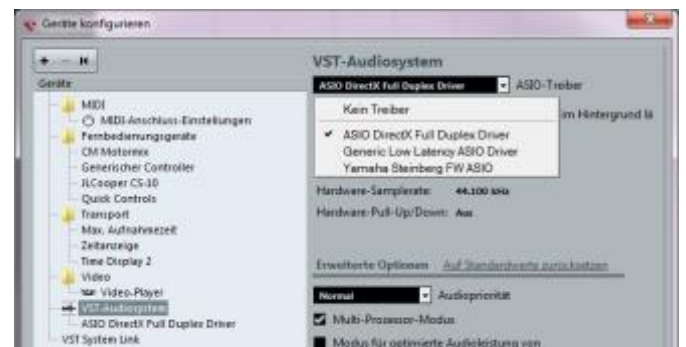 Geräte konfigurieren
Geräte
MIDI
MIDI-Anschluss-Einstellungen
Fernbedienungsgeräte
CM Motormix
Generischer Controller
JLCooper CS-10
Quick Controls
Transport
Max. Aufnahmezeit
Zeitanzeige
Time Display 2
Video
Video-Player
VST-Audiosystem
ASIO DirectX Full Duplex Driver
VST System Link
VST-Audiosystem
ASIO DirectX Full Duplex Driver ASIO-Treiber
Kein Treiber
im Hintergrund lä
ASIO DirectX Full Duplex Driver
Generic Low Latency ASIO Driver
Yamaha Steinberg FW ASIO
Hardware-Samplerate: 44.100 kHz
Hardware-Pull-Up/Down: Aus
Erweiterte Optionen Auf Standardwerte zurücksetzen
Normal Audiopriorität
Multi-Prozessor-Modus
Modus für optimierte Audioleistung von